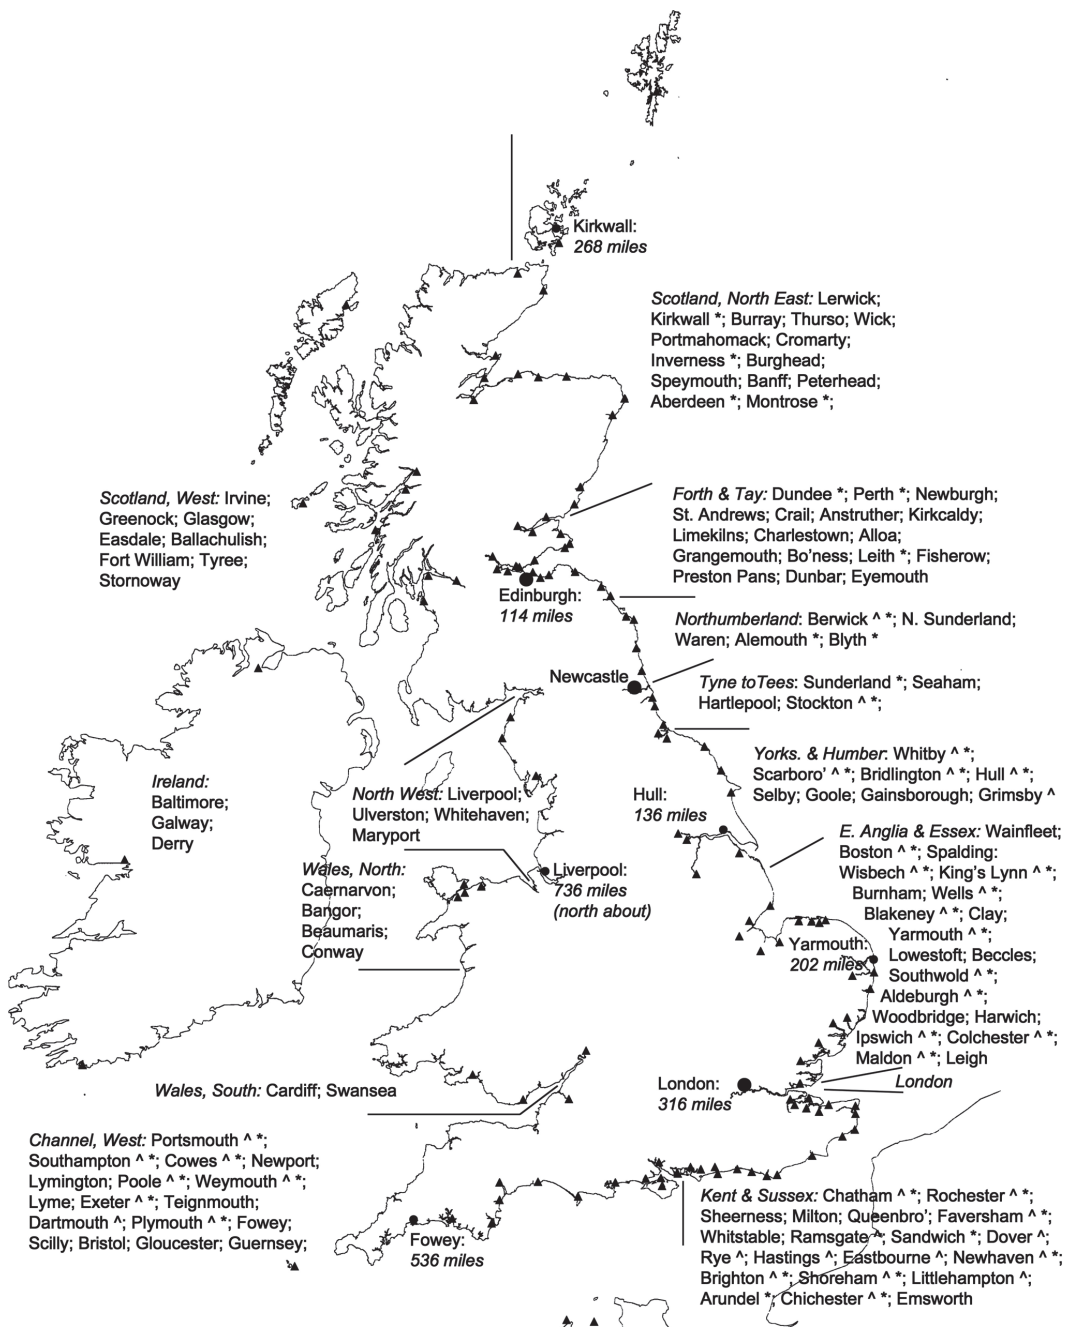 Kirkwall:
268 miles
Scotland, North East: Lerwick;
Kirkwall *; Burray; Thurso; Wick;
Portmahomack; Cromarty;
Inverness *; Burghead;
Speymouth; Banff; Peterhead;
Aberdeen *; Montrose *;
Scotland, West: Irvine;
Greenock; Glasgow;
Easdale; Ballachulish;
Fort William; Tyree;
Stornoway
Forth & Tay: Dundee *; Perth *; Newburgh;
St. Andrews; Crail; Anstruther; Kirkcaldy;
Limekilns; Charlestown; Alloa;
Grangemouth; Bo'ness; Leith *; Fisherow;
Preston Pans; Dunbar; Eyemouth
Edinburgh:
114 miles
Northumberland: Berwick ^ *; N. Sunderland;
Waren; Alemouth *; Blyth *
Newcastle
Tyne toTees: Sunderland *; Seaham;
Hartlepool; Stockton ^ *;
Yorks. & Humber: Whitby ^ *;
Scarboro' ^ *; Bridlington ^ *; Hull ^ *;
Selby; Goole; Gainsborough; Grimsby ^
Ireland:
Baltimore;
Galway;
Derry
North West: Liverpool;
Ulverston; Whitehaven;
Maryport
Hull:
136 miles
E. Anglia & Essex: Wainfleet;
Boston ^ *; Spalding:
Wisbech ^ *; King's Lynn ^ *;
Burnham; Wells ^ *;
Blakeney ^ *; Clay;
Yarmouth ^ *;
Lowestoft; Beccles;
Southwold ^ *;
Aldeburgh ^ *;
Woodbridge; Harwich;
Ipswich ^ *; Colchester ^ *;
Maldon ^ *; Leigh
Wales, North:
Caernarvon;
Bangor;
Beaumaris;
Conway
Liverpool:
736 miles
(north about)
Yarmouth:
202 miles
London
London:
316 miles
Wales, South: Cardiff; Swansea
Channel, West: Portsmouth ^ *;
Southampton ^ *; Cowes ^ *; Newport;
Lymington; Poole ^ *; Weymouth ^ *;
Lyme; Exeter ^ *; Teignmouth;
Dartmouth ^; Plymouth ^ *; Fowey;
Scilly; Bristol; Gloucester; Guernsey;
Fowey:
536 miles
Kent & Sussex: Chatham ^ *; Rochester ^ *;
Sheerness; Milton; Queenbro'; Faversham ^ *;
Whitstable; Ramsgate ^; Sandwich *; Dover ^;
Rye ^; Hastings ^; Eastbourne ^; Newhaven ^ *;
Brighton ^ *; Shoreham ^ *; Littlehampton ^;
Arundel *; Chichester ^ *; Emsworth